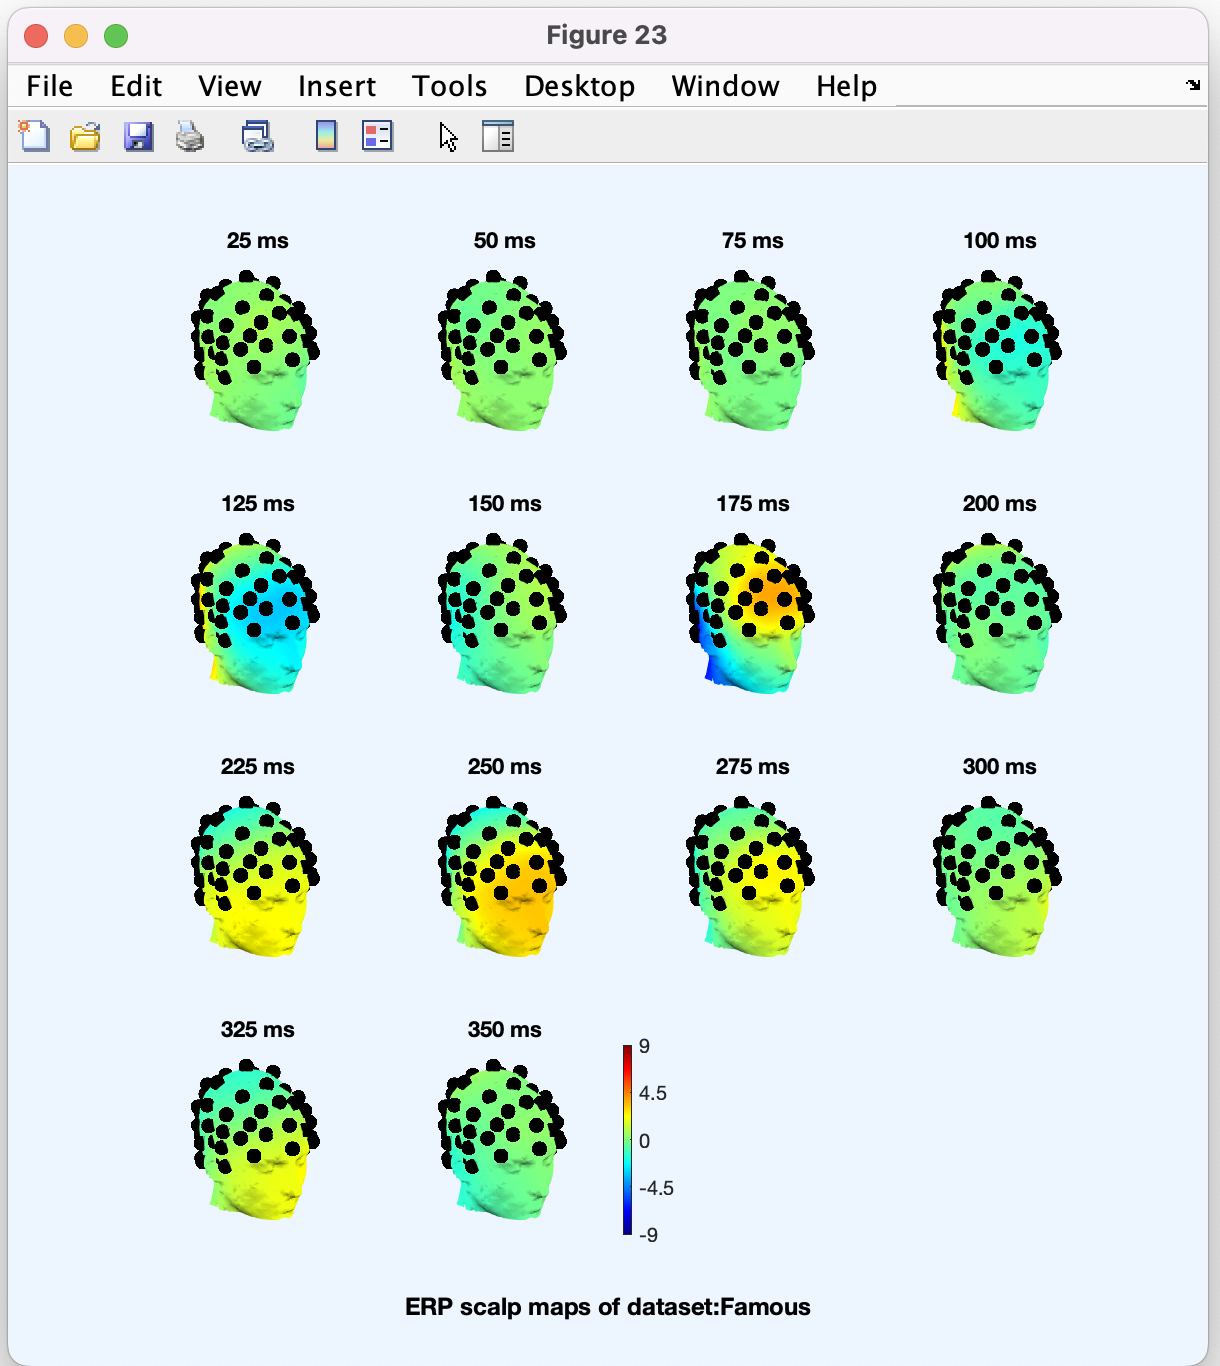 Figure 23
File Edit View Insert Tools Desktop Window Help
25 ms 50 ms 75 ms 100 ms
125 ms 150 ms 175 ms 200 ms
225 ms 250 ms 275 ms 300 ms
325 ms 350 ms
9
4.5
0
-4.5
-9
ERP scalp maps of dataset:Famous